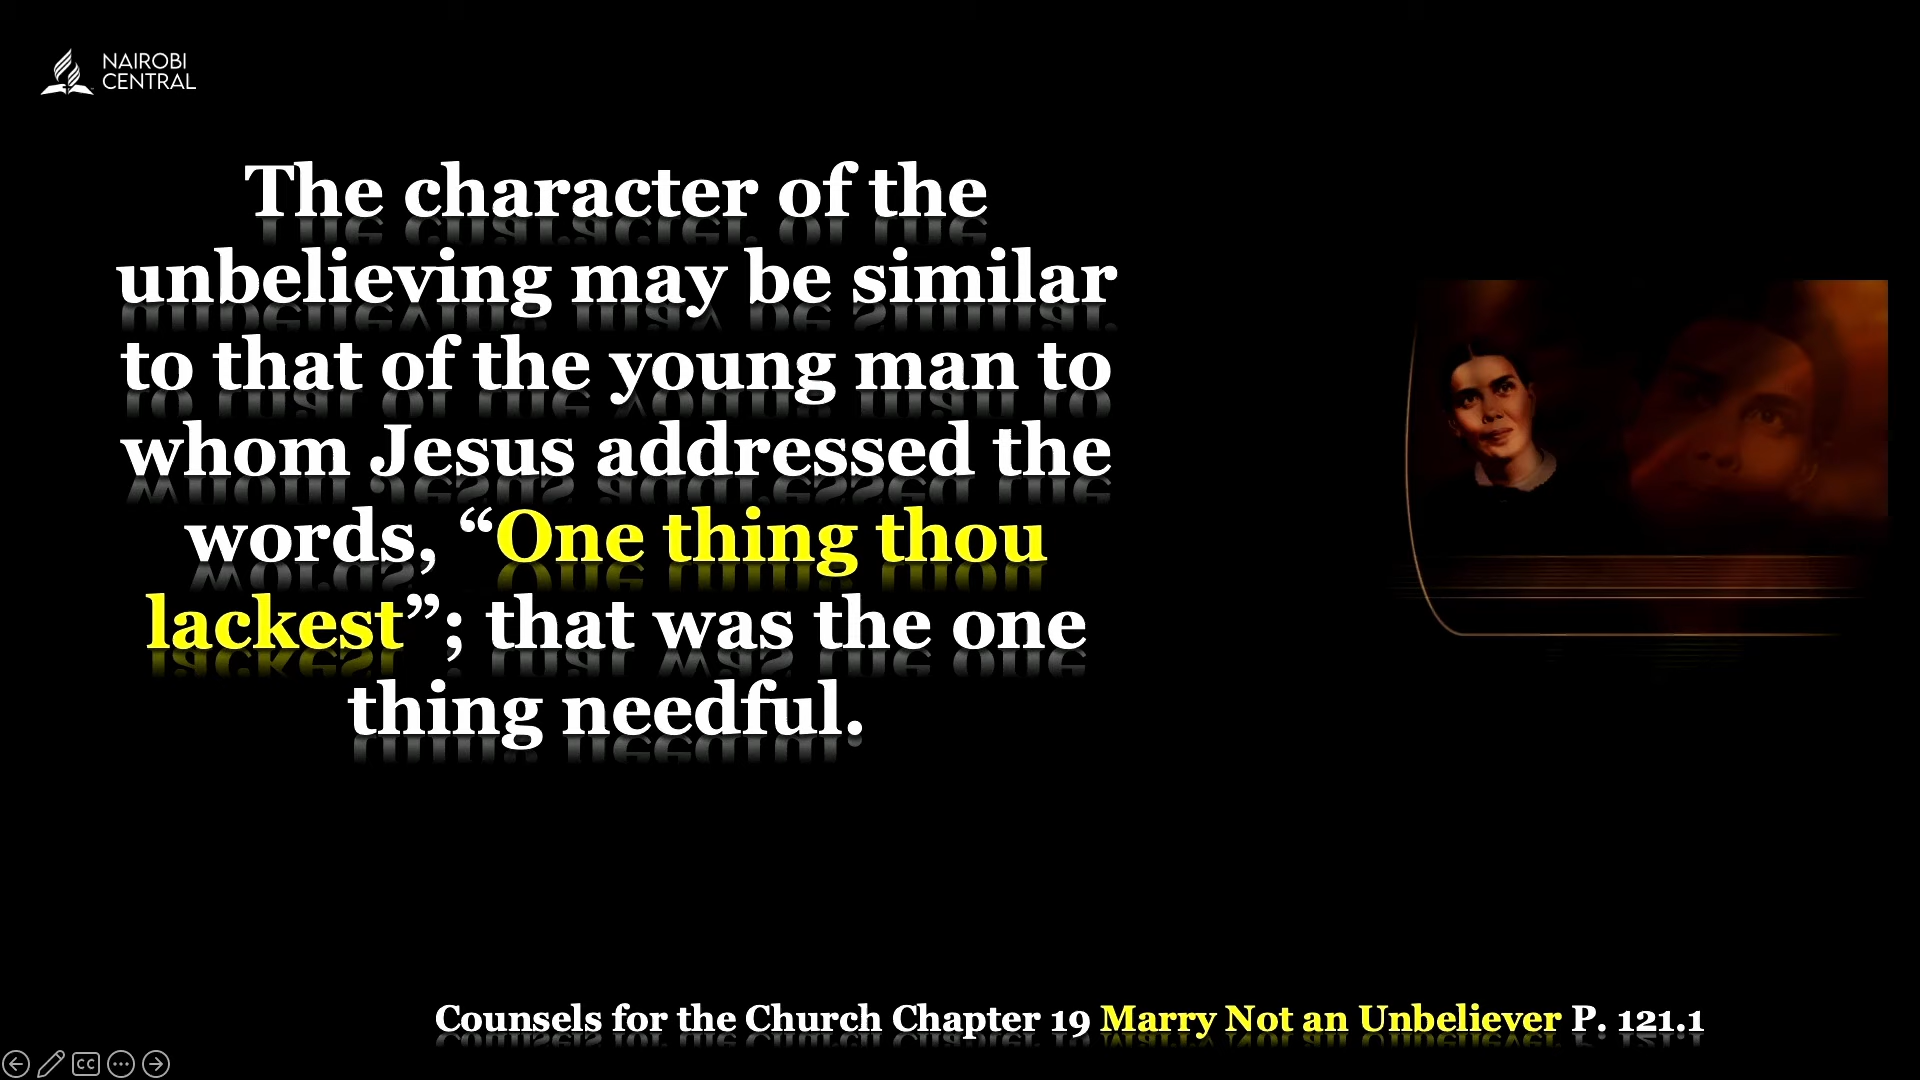 NAIROBI
CENTRAL
The character of the
unbelieving may be similar
to that of the young man to
whom Jesus addressed the
words, “One thing thou
lackest”; that was the one
thing needful.
Counsels for the Church Chapter 19 Marry Not an Unbeliever P. 121.1
CC